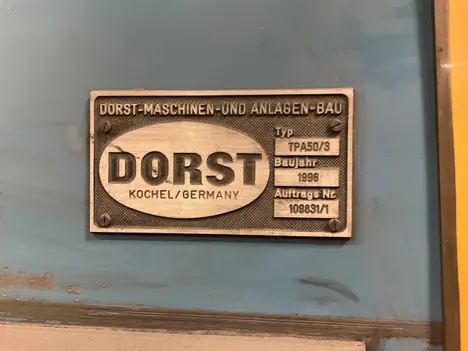 DORST-MASCHINEN-UND ANLAGEN-BAU
DORST
KOCHEL/GERMANY
Typ
TPA50/3
Baujahr
1996
Auftrags Nr.
109831/1